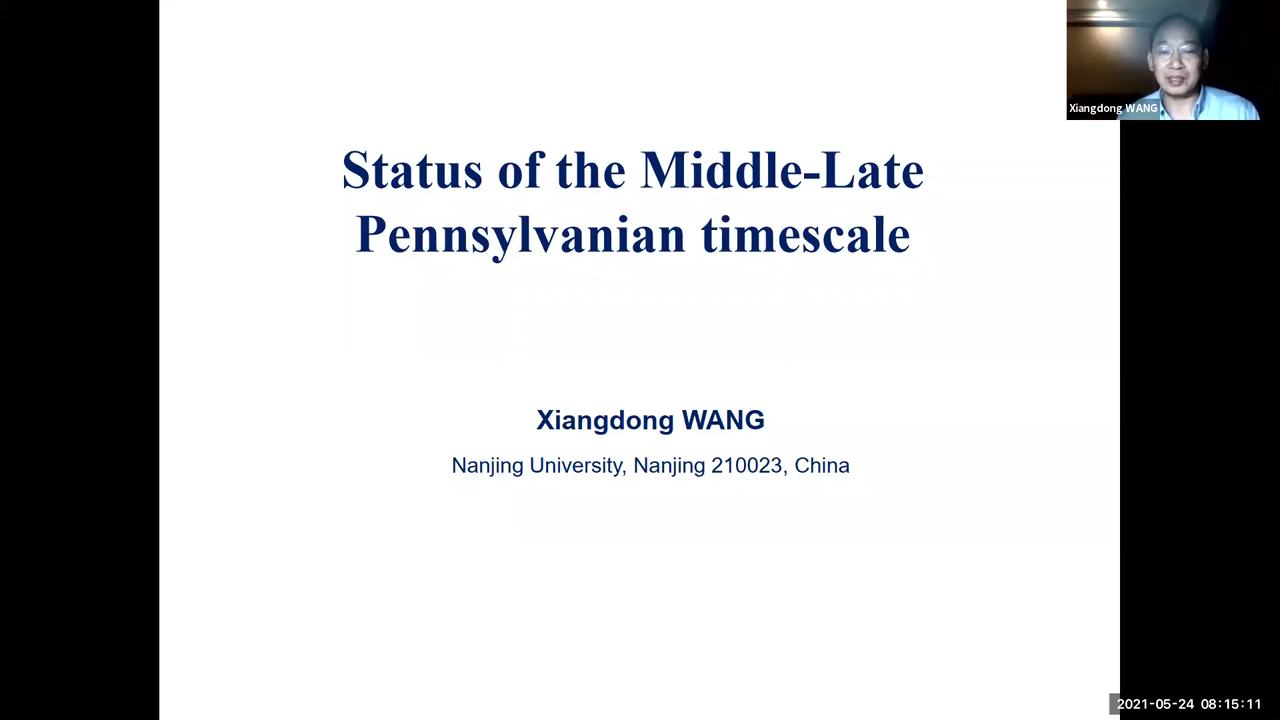 Xiangdong WANG
Status of the Middle-Late
Pennsylvanian timescale
Xiangdong WANG
Nanjing University, Nanjing 210023, China
2021-05-24 08:15:11